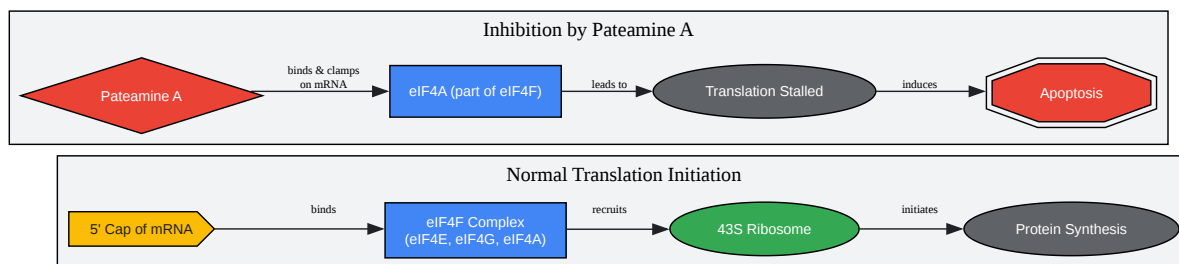 Inhibition by Pateamine A
Pateamine A
binds & clamps
on mRNA
eIF4A (part of eIF4F)
leads to
Translation Stalled
induces
Apoptosis
Normal Translation Initiation
5' Cap of mRNA
binds
eIF4F Complex
(eIF4E, eIF4G, eIF4A)
recruits
43S Ribosome
initiates
Protein Synthesis